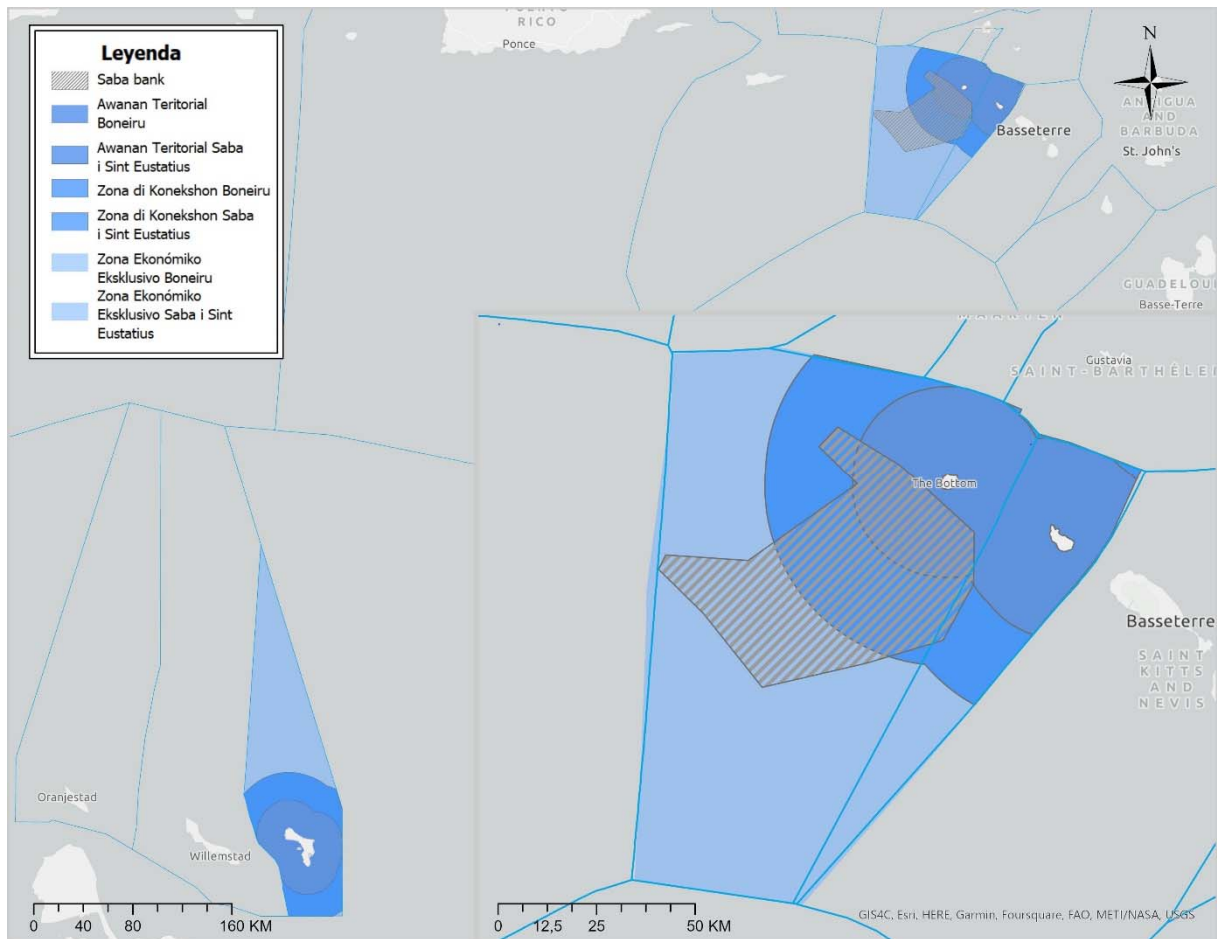 Leyenda
Saba bank
Awanan Teritorial
Boneiru
Awanan Teritorial Saba
i Sint Eustatius
Zona di Konekshon Boneiru
Zona di Konekshon Saba
i Sint Eustatius
Zona Ekonómiko
Eksklusivo Boneiru
Zona Ekonómiko
Eksklusivo Saba i Sint
Eustatius
RICO
Ponce
N
Basseterre
ANTIGUA
AND
BARBUDA
St. John's
Basse-Terre
Gustavia
The Bottom
Basseterre
SAINT
KITTS
AND
NEVIS
Oranjestad
Willemstad
0 40 80 160 KM
0 12,5 25 50 KM
GIS4C, Esri, HERE, Garmin, Foursquare, FAO, METI/NASA, USGS